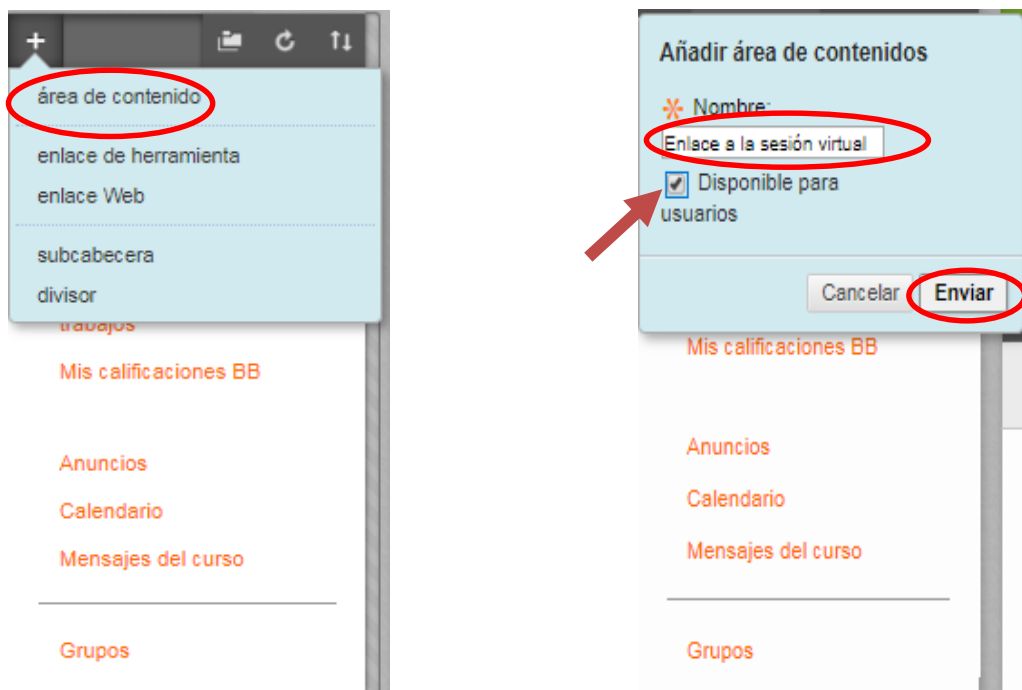 área de contenido
enlace de herramienta
enlace Web
subcabecera
divisor
trabajos
Mis calificaciones BB
Anuncios
Calendario
Mensajes del curso
Grupos
Añadir área de contenidos
Nombre:
Enlace a la sesión virtual
Disponible para
usuarios
Cancelar Enviar
Mis calificaciones BB
Anuncios
Calendario
Mensajes del curso
Grupos